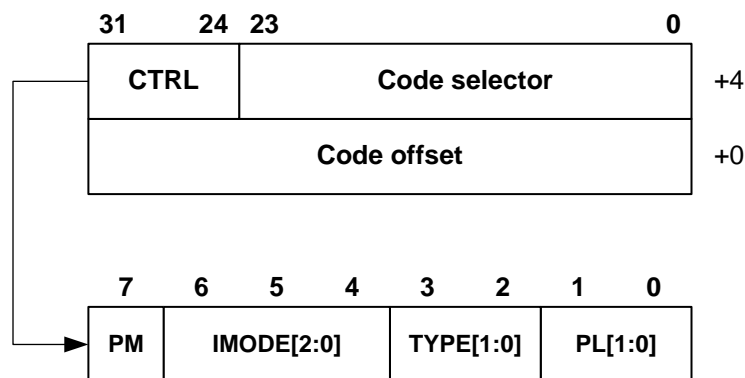 31 24 23 0
CTRL Code selector +4
Code offset +0
7 6 5 4 3 2 1 0
PM IMODE[2:0] TYPE[1:0] PL[1:0]